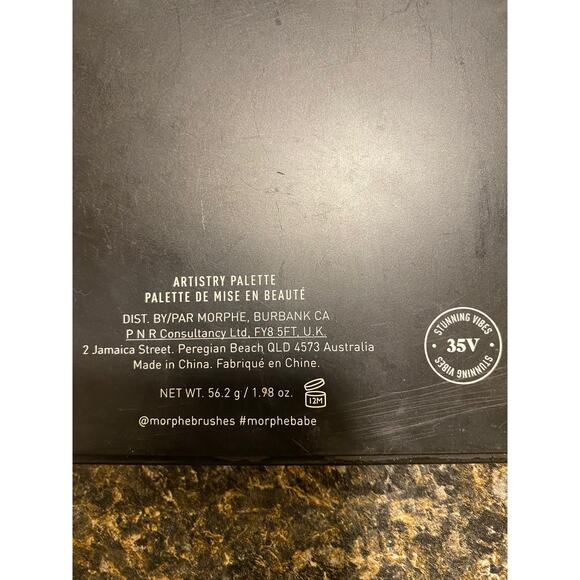 ARTISTRY PALETTE
PALETTE DE MISE EN BEAUTÉ
DIST. BY/PAR MORPHE, BURBANK CA
P N R Consultancy Ltd, FY8 5FT, U.K.
2 Jamaica Street. Peregian Beach QLD 4573 Australia
Made in China. Fabriqué en Chine.
NET WT. 56.2 g / 1.98 oz.
12M
@morphebrushes #morphebabe
STUNNING VIBES
35V
STUNNING VIBES